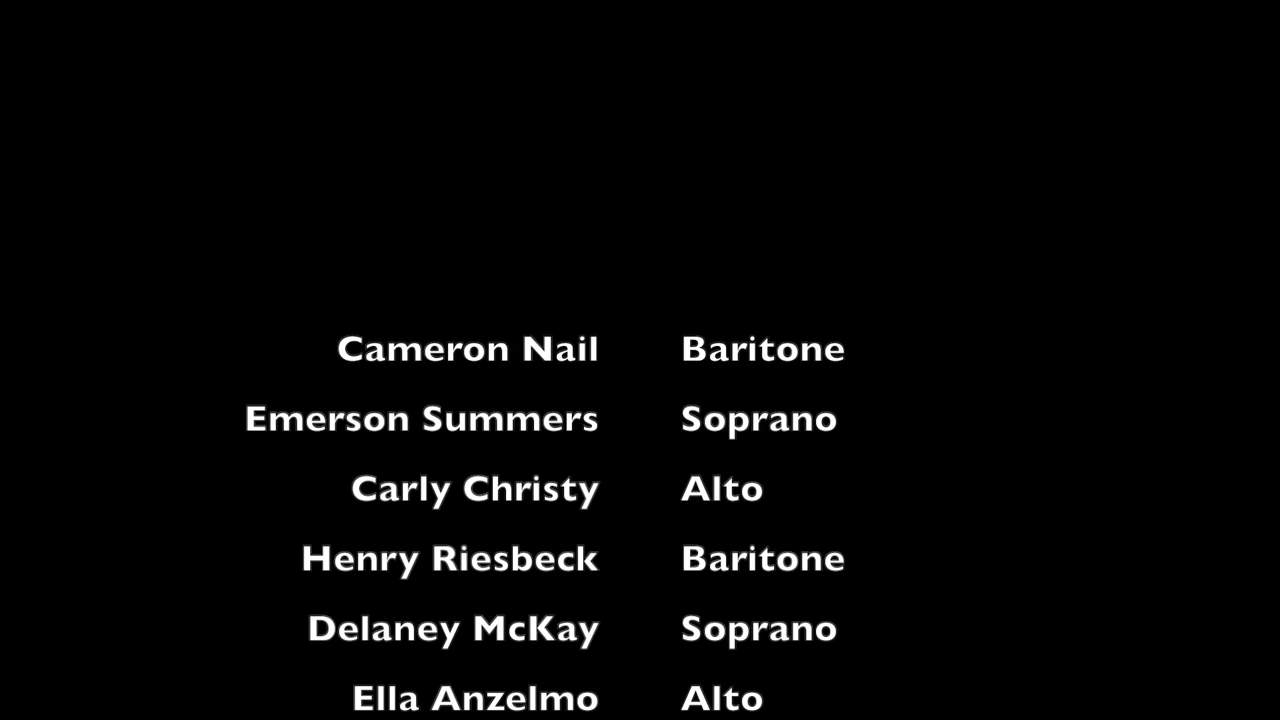 Cameron Nail Baritone
Emerson Summers Soprano
Carly Christy Alto
Henry Riesbeck Baritone
Delaney McKay Soprano
Ella Anzelmo Alto